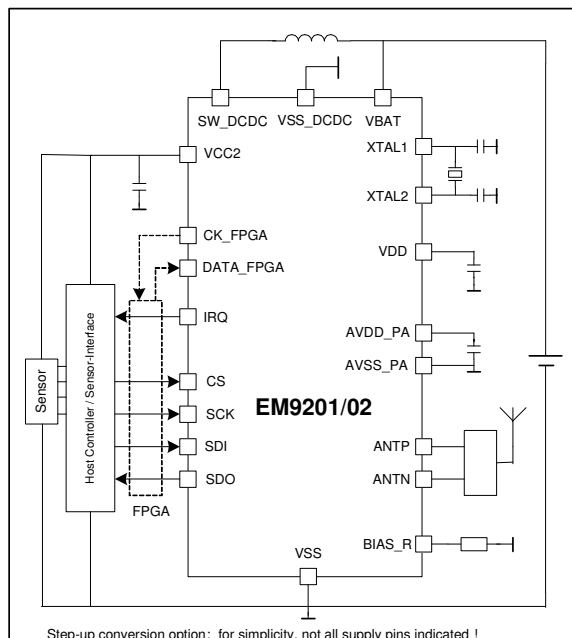 SW_DCDC
VSS_DCDC
VBAT
VCC2
XTAL1
XTAL2
CK_FPGA
DATA_FPGA
VDD
IRQ
AVDD_PA
AVSS_PA
CS
EM9201/02
SCK
SDI
SDO
ANTP
ANTN
FPGA
BIAS_R
VSS
Sensor
Host Controller / Sensor-Interface
Step-up conversion option: for simplicity, not all supply pins indicated !